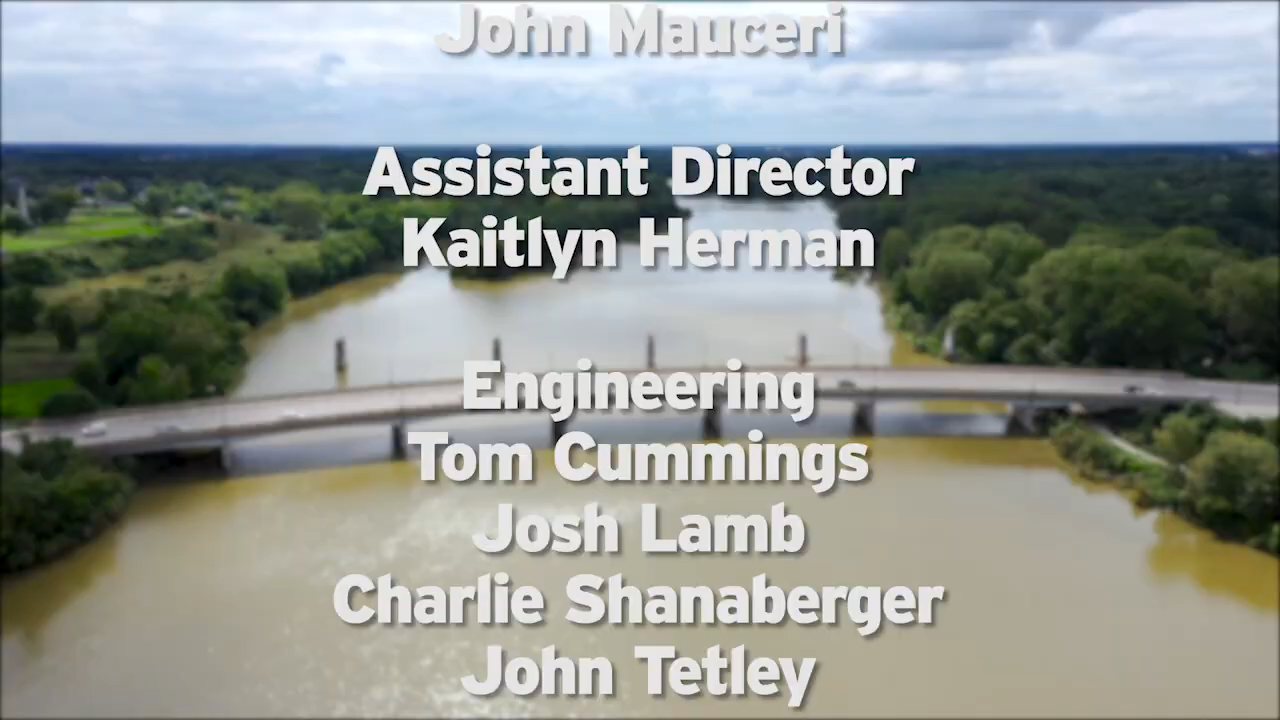 John Mauceri
Assistant Director
Kaitlyn Herman
Engineering
Tom Cummings
Josh Lamb
Charlie Shanaberger
John Tetley